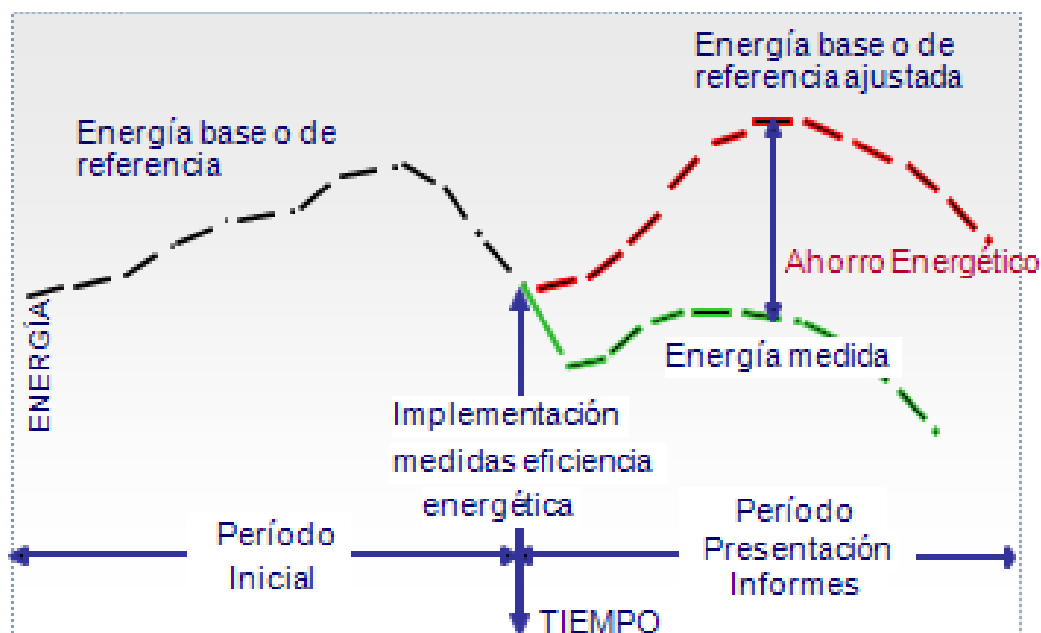 Energía base o de
referencia ajustada
Energía base o de
referencia
Ahorro Energético
ENERGÍA
Energía medida
Implementación
medidas eficiencia
energética
Período
Inicial
Período
Presentación
Informes
TIEMPO